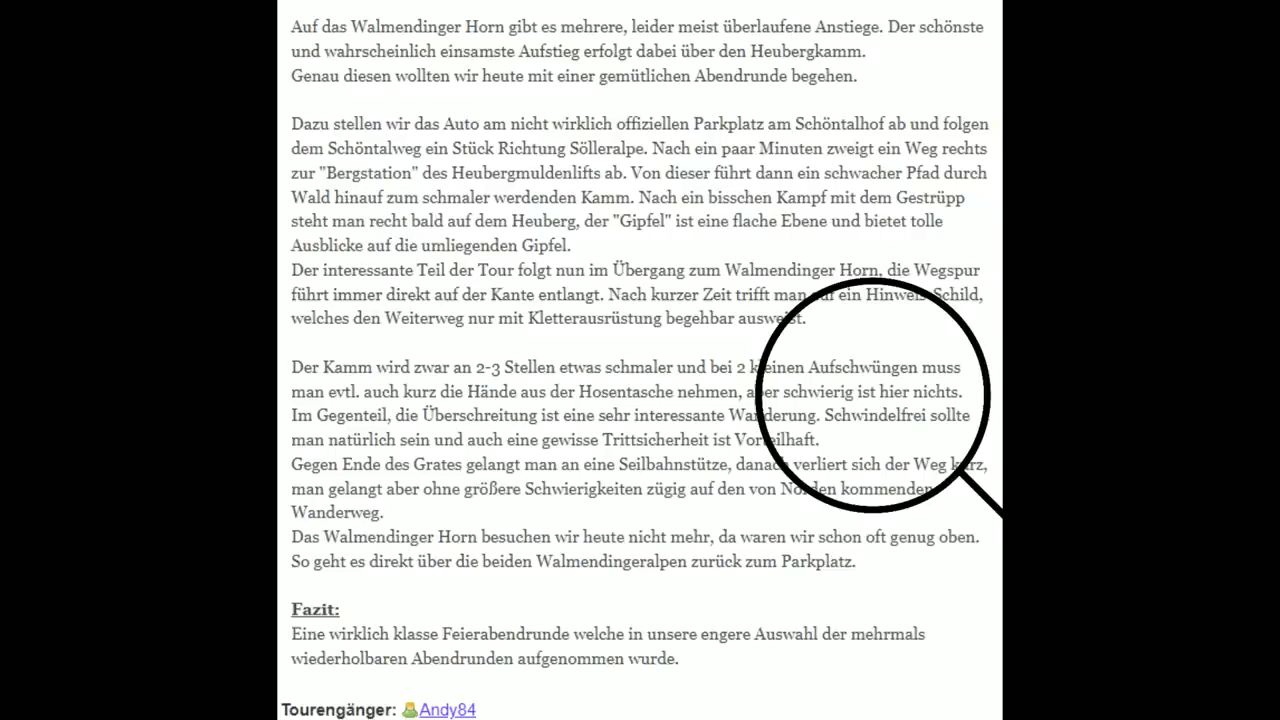 Auf das Walmendinger Horn gibt es mehrere, leider meist überlaufene Anstiege. Der schönste
und wahrscheinlich einsamste Aufstieg erfolgt dabei über den Heubergkamm.
Genau diesen wollten wir heute mit einer gemütlichen Abendrunde begehen.
Dazu stellen wir das Auto am nicht wirklich offiziellen Parkplatz am Schöntalhof ab und folgen
dem Schöntalweg ein Stück Richtung Sölleralpe. Nach ein paar Minuten zweigt ein Weg rechts
zur "Bergstation" des Heubergmuldenlifts ab. Von dieser führt dann ein schwacher Pfad durch
Wald hinauf zum schmaler werdenden Kamm. Nach ein bisschen Kampf mit dem Gestrüpp
steht man recht bald auf dem Heuberg, der "Gipfel" ist eine flache Ebene und bietet tolle
Ausblicke auf die umliegenden Gipfel.
Der interessante Teil der Tour folgt nun im Übergang zum Walmendinger Horn, die Wegspur
führt immer direkt auf der Kante entlangt. Nach kurzer Zeit trifft man auf ein Hinweis-Schild,
welches den Weiterweg nur mit Kletterausrüstung begehbar ausweist.
Der Kamm wird zwar an 2-3 Stellen etwas schmaler und bei 2 kleinen Aufschwüngen muss
man evtl. auch kurz die Hände aus der Hosentasche nehmen, aber schwierig ist hier nichts.
Im Gegenteil, die Überschreitung ist eine sehr interessante Wanderung. Schwindelfrei sollte
man natürlich sein und auch eine gewisse Trittsicherheit ist Vorteilhaft.
Gegen Ende des Grates gelangt man an eine Seilbahnstütze, danach verliert sich der Weg kurz,
man gelangt aber ohne größere Schwierigkeiten zügig auf den von Norden kommenden
Wanderweg.
Das Walmendinger Horn besuchen wir heute nicht mehr, da waren wir schon oft genug oben.
So geht es direkt über die beiden Walmendingeralpen zurück zum Parkplatz.
Fazit:
Eine wirklich klasse Feierabendrunde welche in unsere engere Auswahl der mehrmals
wiederholbaren Abendrunden aufgenommen wurde.
Tourengänger: Andy84